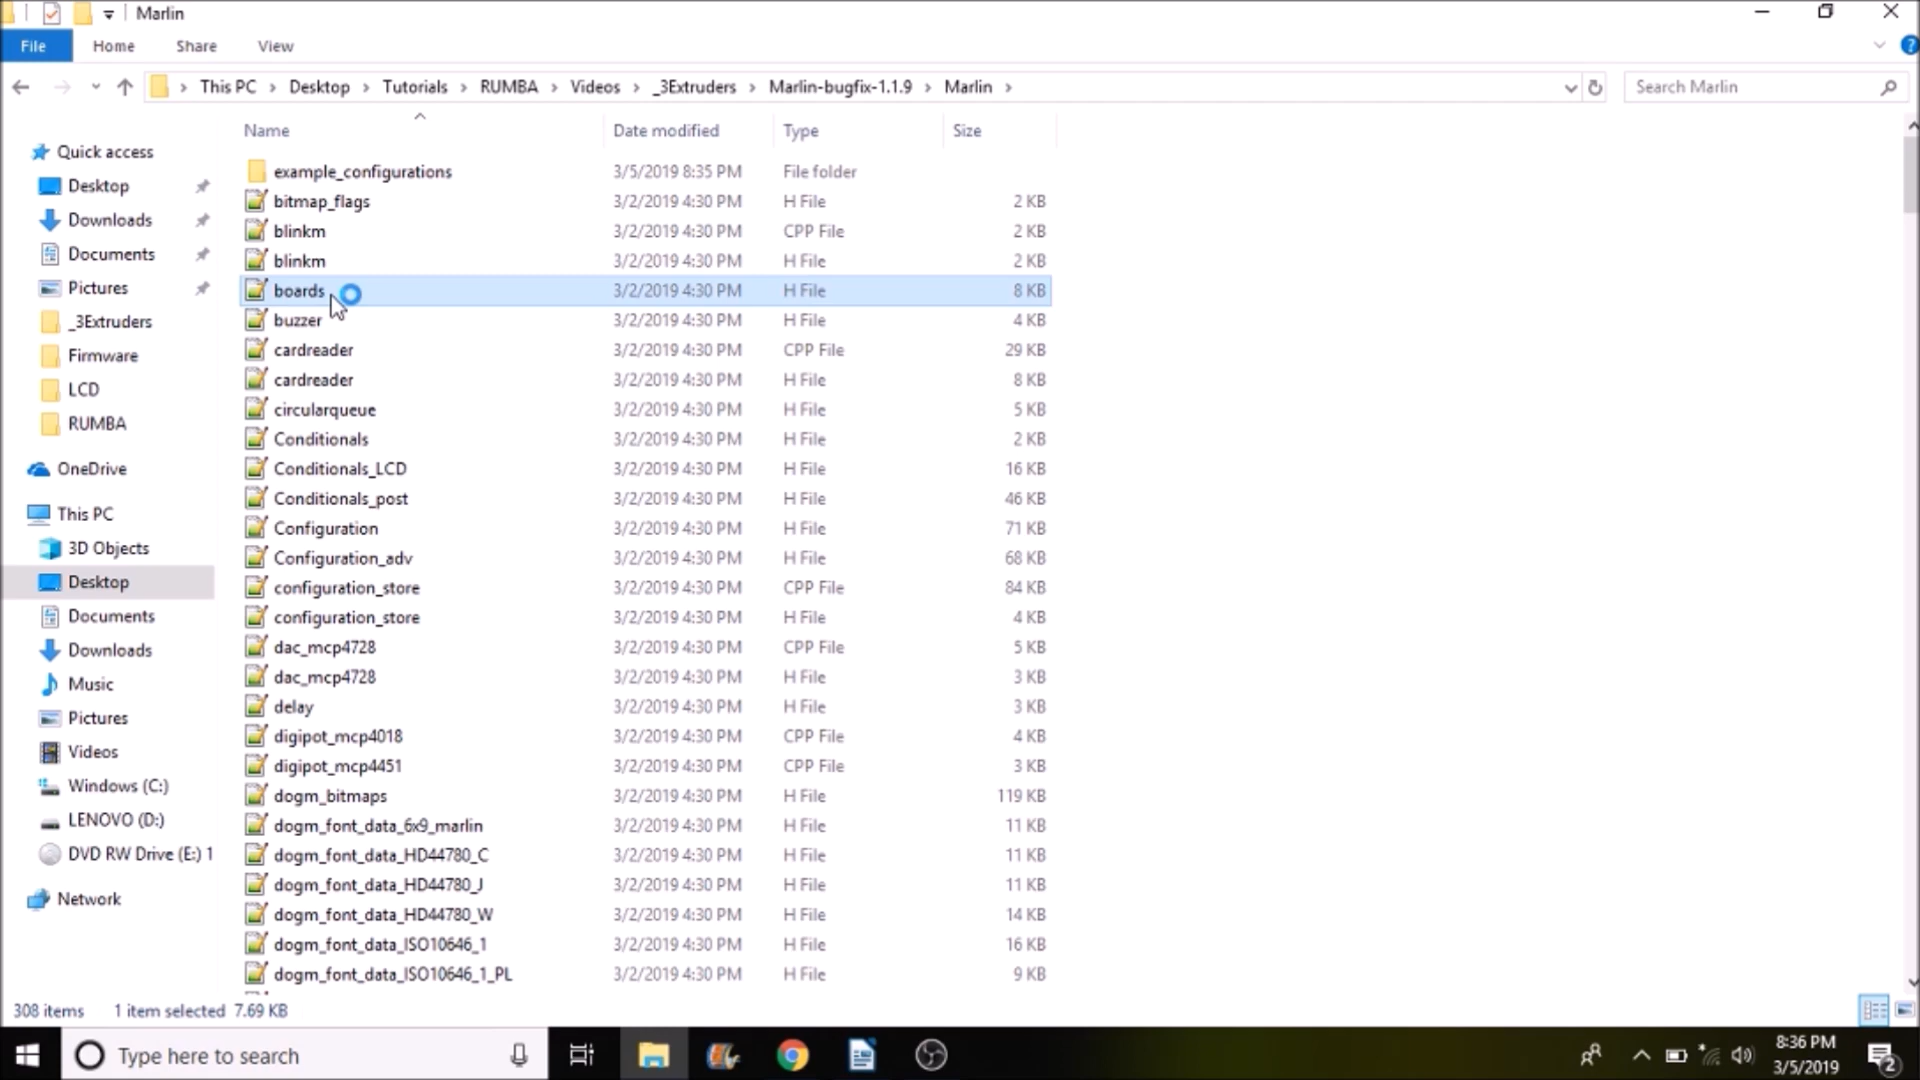 Marlin
File Home Share View
This PC Desktop Tutorials RUMBA Videos _3Extruders Marlin-bugfix-1.1.9 Marlin Search Marlin
Name Date modified Type Size
Quick access
Desktop
Downloads
Documents
Pictures
_3Extruders
Firmware
LCD
RUMBA
OneDrive
This PC
3D Objects
Desktop
Documents
Downloads
Music
Pictures
Videos
Windows (C:)
LENOVO (D:)
DVD RW Drive (E:) 1
Network
example_configurations 3/5/2019 8:35 PM File folder
bitmap_flags 3/2/2019 4:30 PM H File 2 KB
blinkm 3/2/2019 4:30 PM CPP File 2 KB
blinkm 3/2/2019 4:30 PM H File 2 KB
boards 3/2/2019 4:30 PM H File 8 KB
buzzer 3/2/2019 4:30 PM H File 4 KB
cardreader 3/2/2019 4:30 PM CPP File 29 KB
cardreader 3/2/2019 4:30 PM H File 8 KB
circularqueue 3/2/2019 4:30 PM H File 5 KB
Conditionals 3/2/2019 4:30 PM H File 2 KB
Conditionals_LCD 3/2/2019 4:30 PM H File 16 KB
Conditionals_post 3/2/2019 4:30 PM H File 46 KB
Configuration 3/2/2019 4:30 PM H File 71 KB
Configuration_adv 3/2/2019 4:30 PM H File 68 KB
configuration_store 3/2/2019 4:30 PM CPP File 84 KB
configuration_store 3/2/2019 4:30 PM H File 4 KB
dac_mcp4728 3/2/2019 4:30 PM CPP File 5 KB
dac_mcp4728 3/2/2019 4:30 PM H File 3 KB
delay 3/2/2019 4:30 PM H File 3 KB
digipot_mcp4018 3/2/2019 4:30 PM CPP File 4 KB
digipot_mcp4451 3/2/2019 4:30 PM CPP File 3 KB
dogm_bitmaps 3/2/2019 4:30 PM H File 119 KB
dogm_font_data_6x9_marlin 3/2/2019 4:30 PM H File 11 KB
dogm_font_data_HD44780_C 3/2/2019 4:30 PM H File 11 KB
dogm_font_data_HD44780_J 3/2/2019 4:30 PM H File 11 KB
dogm_font_data_HD44780_W 3/2/2019 4:30 PM H File 14 KB
dogm_font_data_ISO10646_1 3/2/2019 4:30 PM H File 16 KB
dogm_font_data_ISO10646_1_PL 3/2/2019 4:30 PM H File 9 KB
308 items 1 item selected 7.69 KB
Type here to search
8:36 PM
3/5/2019
2